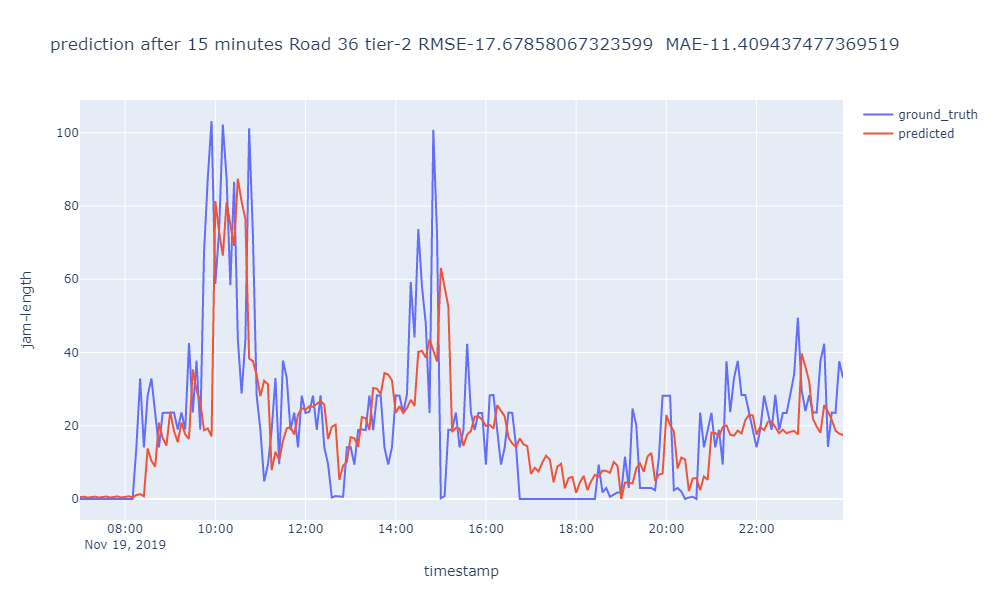 prediction after 15 minutes Road 36 tier-2 RMSE-17.67858067323599  MAE-11.409437477369519
ground_truth
predicted
jam-length
100
80
60
40
20
0
08:00 10:00 12:00 14:00 16:00 18:00 20:00 22:00
Nov 19, 2019
timestamp